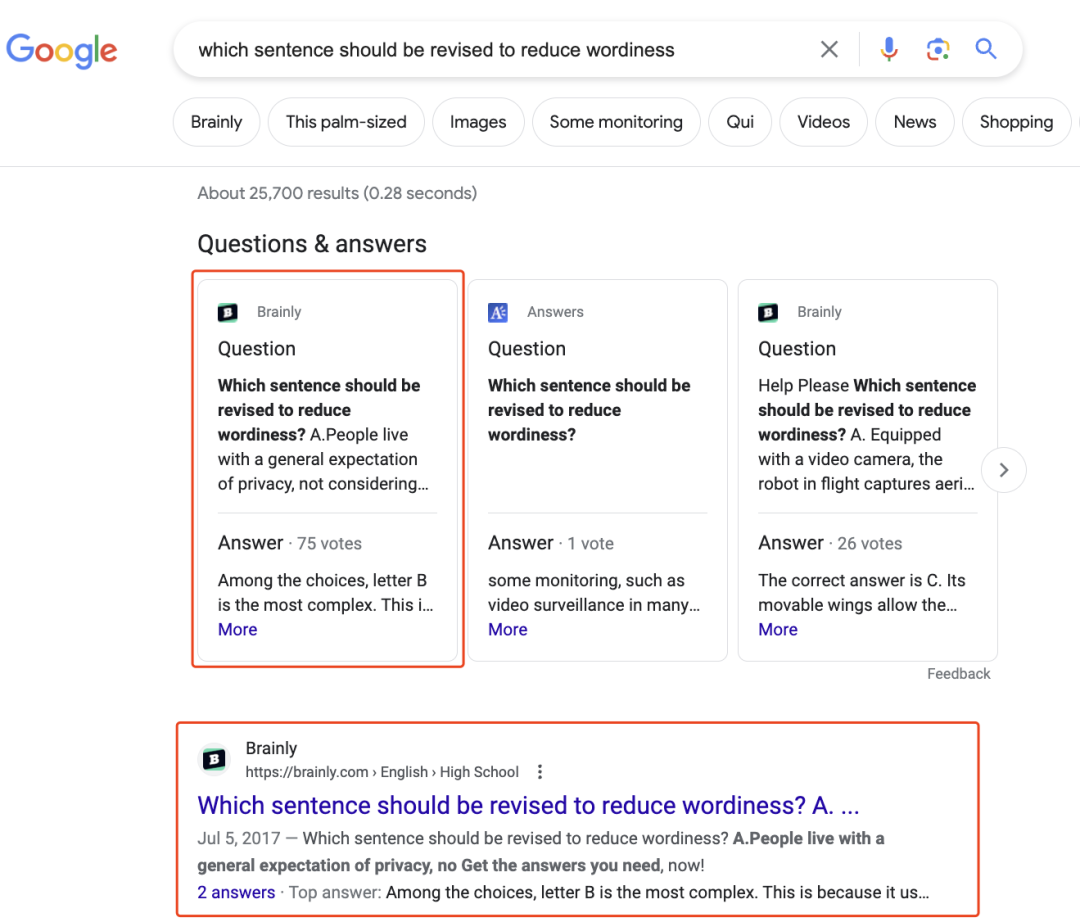 Google
which sentence should be revised to reduce wordiness
Brainly
This palm-sized
Images
Some monitoring
Qui
Videos
News
Shopping
About 25,700 results (0.28 seconds)
Questions & answers
Brainly
Question
Which sentence should be
revised to reduce
wordiness? A.People live
with a general expectation
of privacy, not considering...
Answer · 75 votes
Among the choices, letter B
is the most complex. This i...
More
Answers
Question
Which sentence should be
revised to reduce
wordiness?
Answer · 1 vote
some monitoring, such as
video surveillance in many...
More
Brainly
Question
Help Please Which sentence
should be revised to reduce
wordiness? A. Equipped
with a video camera, the
robot in flight captures aeri...
Answer · 26 votes
The correct answer is C. Its
movable wings allow the...
More
Feedback
Brainly
https://brainly.com › English › High School
Which sentence should be revised to reduce wordiness? A. ...
Jul 5, 2017 — Which sentence should be revised to reduce wordiness? A.People live with a
general expectation of privacy, no Get the answers you need, now!
2 answers · Top answer: Among the choices, letter B is the most complex. This is because it us...